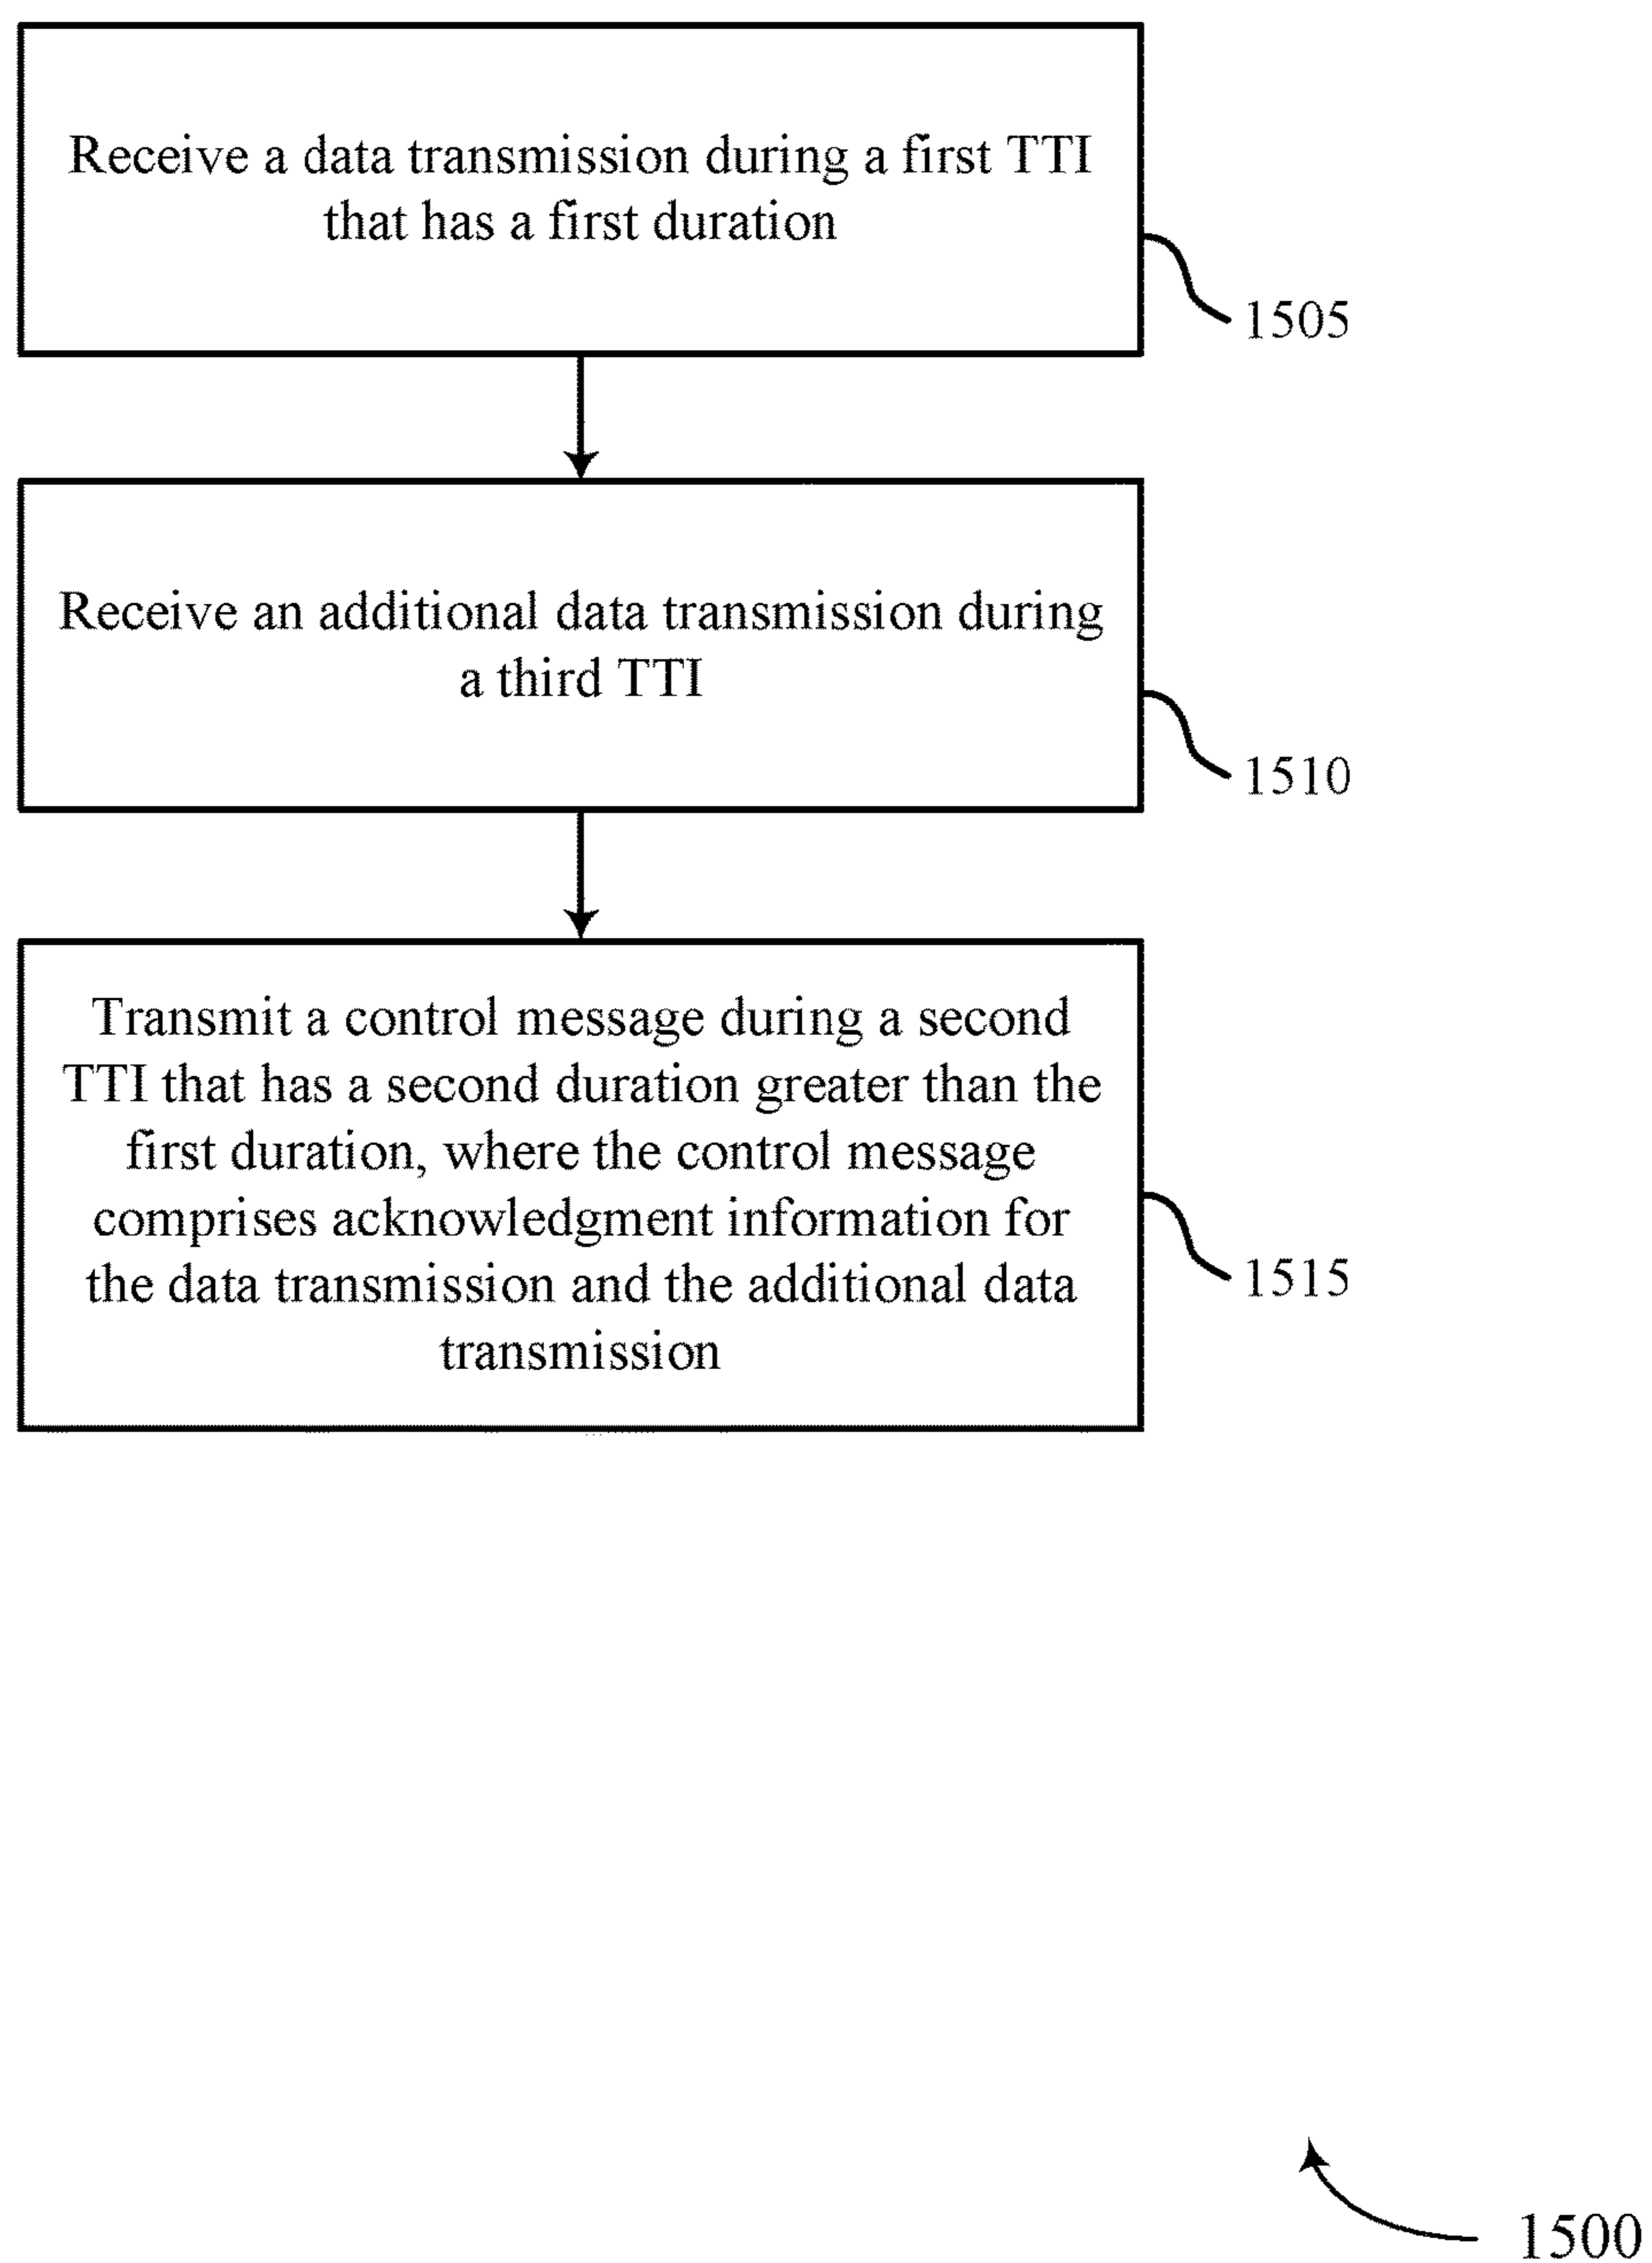 Receive a data transmission during a first TTI
that has a first duration
1505
Receive an additional data transmission during
a third TTI
1510
Transmit a control message during a second
TTI that has a second duration greater than the
first duration, where the control message
comprises acknowledgment information for
the data transmission and the additional data
transmission
1515
1500